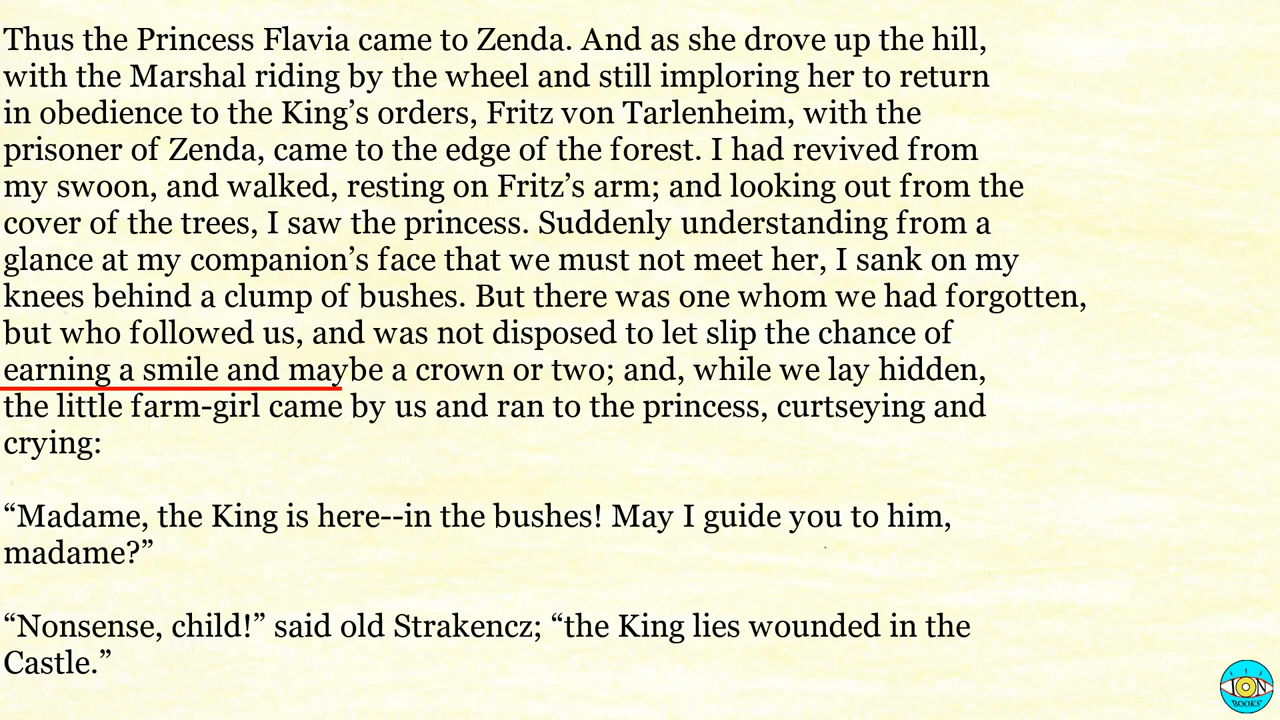 Thus the Princess Flavia came to Zenda. And as she drove up the hill,
with the Marshal riding by the wheel and still imploring her to return
in obedience to the King’s orders, Fritz von Tarlenheim, with the
prisoner of Zenda, came to the edge of the forest. I had revived from
my swoon, and walked, resting on Fritz’s arm; and looking out from the
cover of the trees, I saw the princess. Suddenly understanding from a
glance at my companion’s face that we must not meet her, I sank on my
knees behind a clump of bushes. But there was one whom we had forgotten,
but who followed us, and was not disposed to let slip the chance of
earning a smile and maybe a crown or two; and, while we lay hidden,
the little farm-girl came by us and ran to the princess, curtseying and
crying:
“Madame, the King is here--in the bushes! May I guide you to him,
madame?”
“Nonsense, child!” said old Strakencz; “the King lies wounded in the
Castle.”
ION
BOOKS